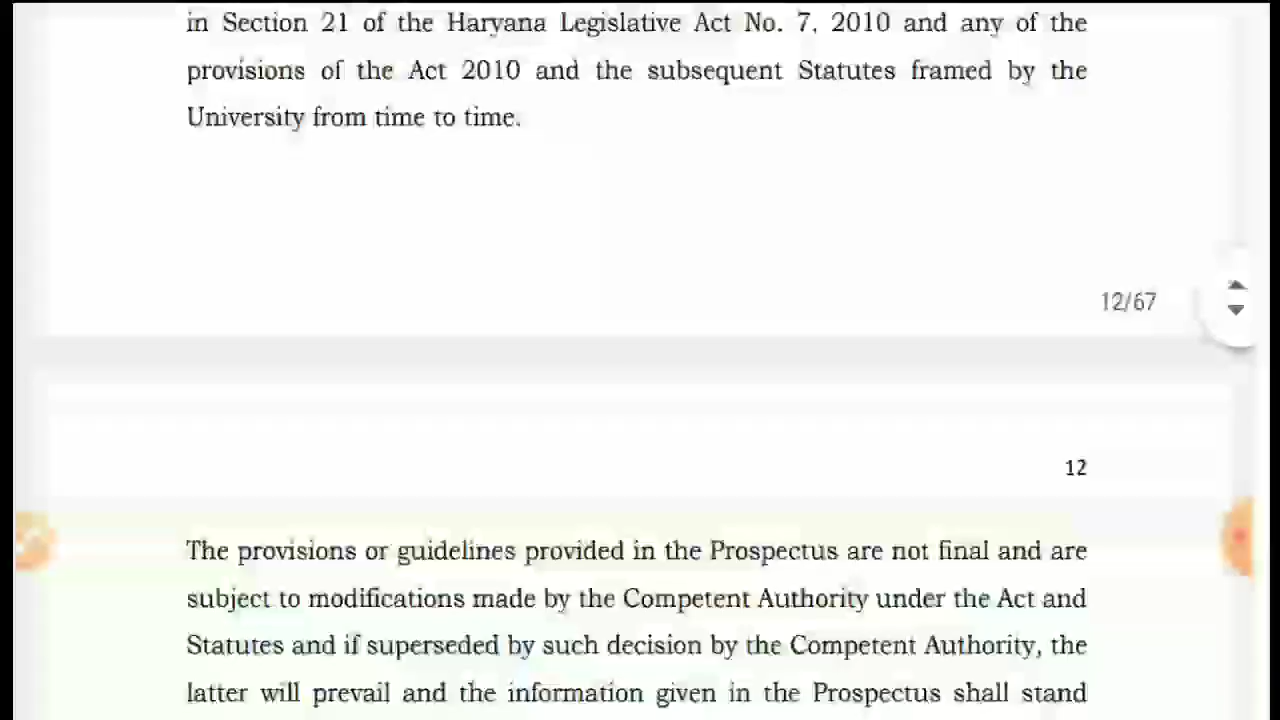 in Section 21 of the Haryana Legislative Act No. 7, 2010 and any of the
provisions of the Act 2010 and the subsequent Statutes framed by the
University from time to time.
12/67
12
The provisions or guidelines provided in the Prospectus are not final and are
subject to modifications made by the Competent Authority under the Act and
Statutes and if superseded by such decision by the Competent Authority, the
latter will prevail and the information given in the Prospectus shall stand